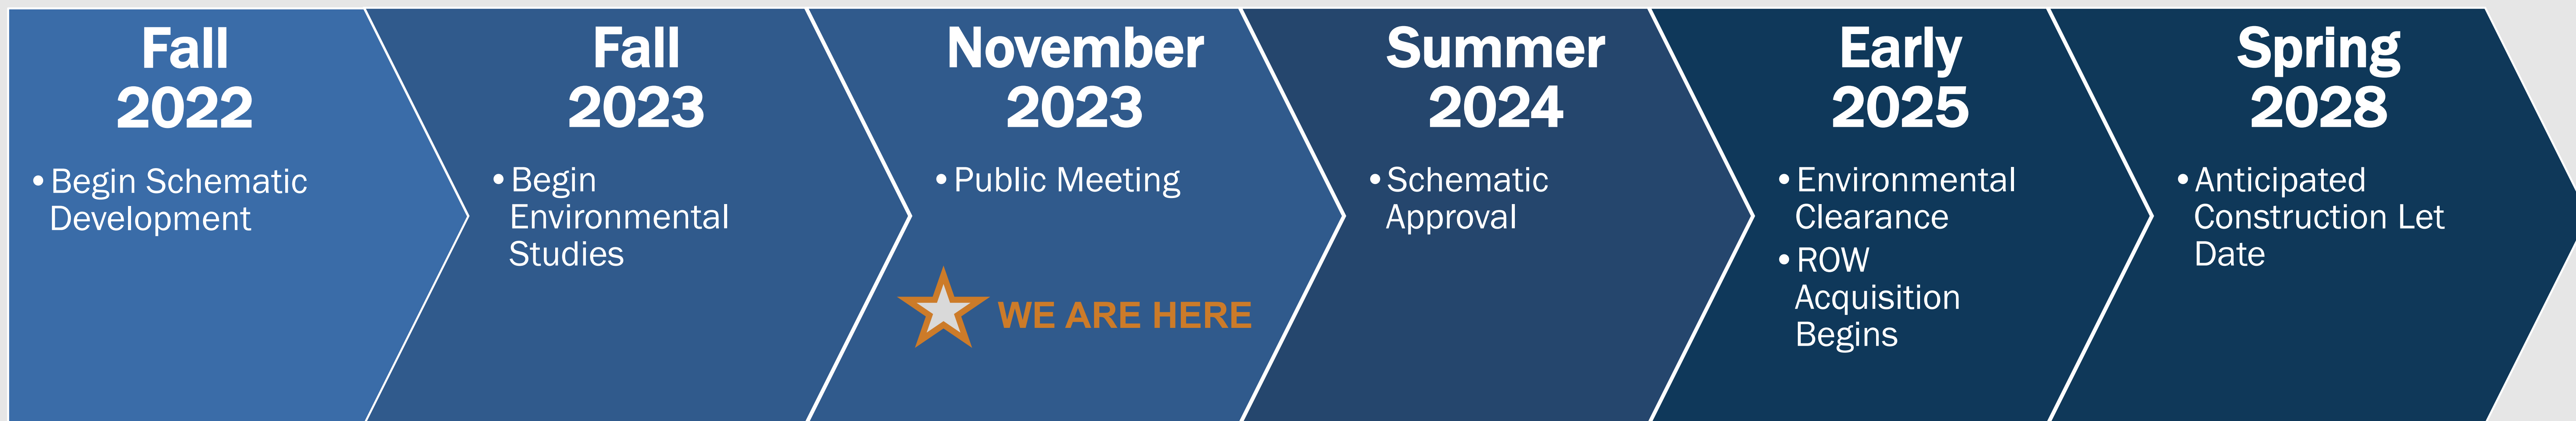 Fall
2022
• Begin Schematic
Development
Fall
2023
• Begin
Environmental
Studies
November
2023
• Public Meeting
WE ARE HERE
Summer
2024
• Schematic
Approval
Early
2025
• Environmental
Clearance
• ROW
Acquisition
Begins
Spring
2028
• Anticipated
Construction Let
Date